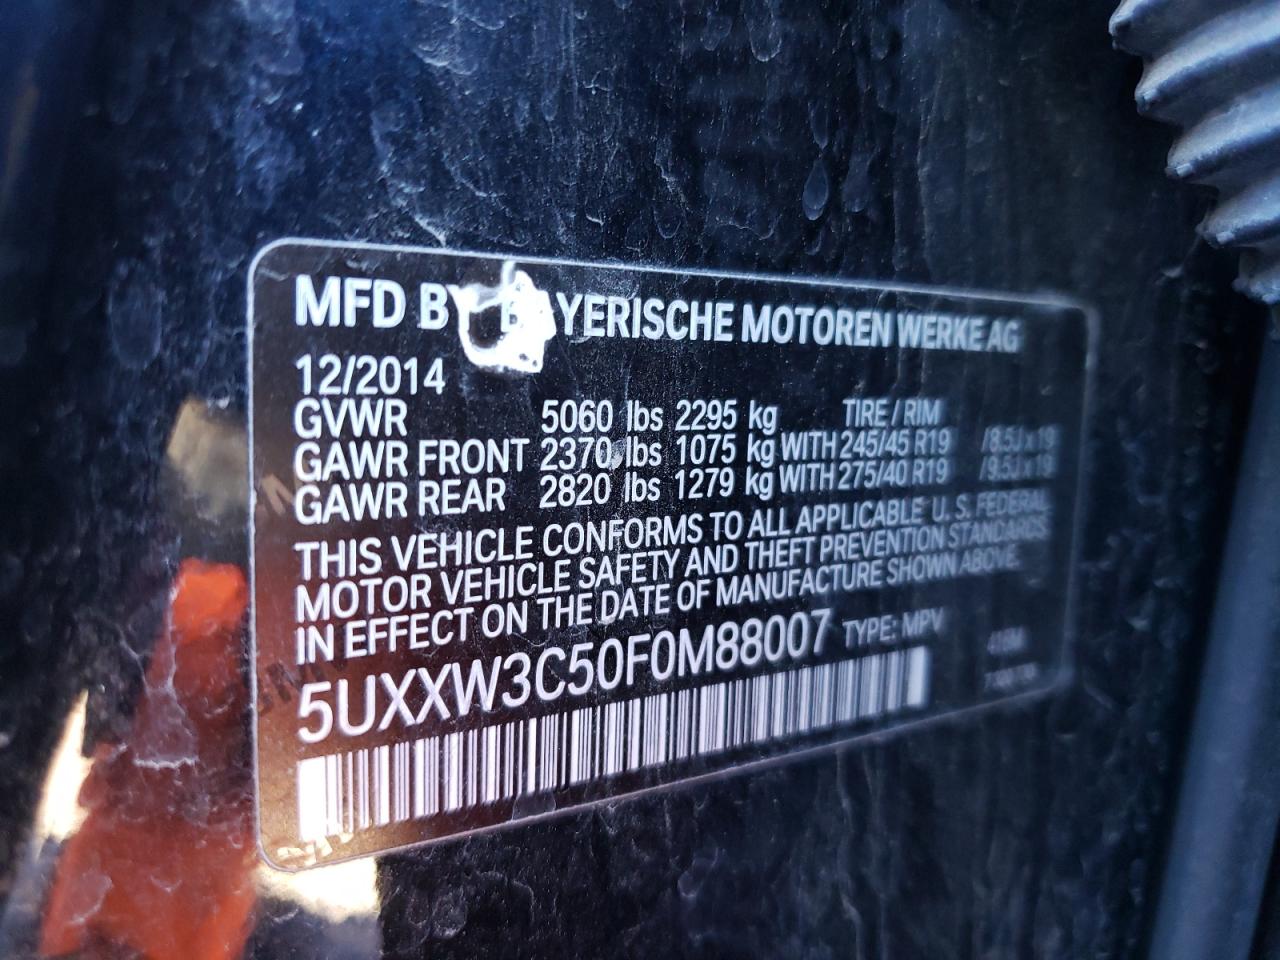 MFD BY BAYERISCHE MOTOREN WERKE AG
12/2014
GVWR 5060 lbs 2295 kg TIRE / RIM
GAWR FRONT 2370 lbs 1075 kg WITH 245/45 R19 /8.5J x 19
GAWR REAR 2820 lbs 1279 kg WITH 275/40 R19 /9.5J x 19
THIS VEHICLE CONFORMS TO ALL APPLICABLE U. S. FEDERAL
MOTOR VEHICLE SAFETY AND THEFT PREVENTION STANDARDS
IN EFFECT ON THE DATE OF MANUFACTURE SHOWN ABOVE.
5UXXW3C50F0M88007 TYPE: MPV